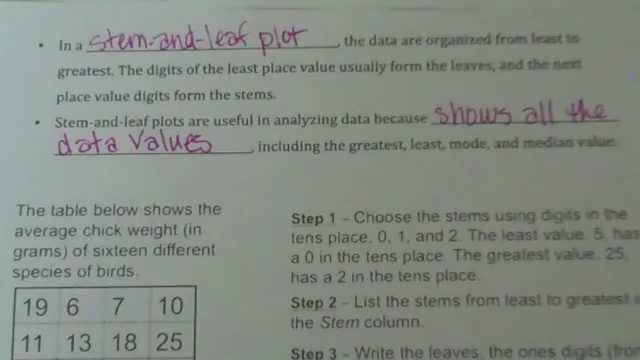 • In a stem-and-leaf plot, the data are organized from least to
greatest. The digits of the least place value usually form the leaves, and the next
place value digits form the stems.
• Stem-and-leaf plots are useful in analyzing data because shows all the
data values, including the greatest, least, mode, and median value.
The table below shows the
average chick weight (in
grams) of sixteen different
species of birds.
19 6 7 10
11 13 18 25
Step 1 – Choose the stems using digits in the
tens place, 0, 1, and 2. The least value, 5, has
a 0 in the tens place. The greatest value, 25,
has a 2 in the tens place.
Step 2 – List the stems from least to greatest i
the Stem column.
Step 3 – Write the leaves, the ones digits (from